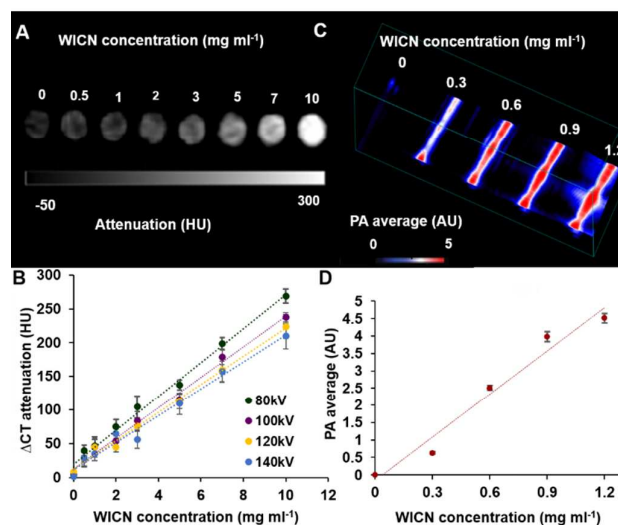 A
WICN concentration (mg ml⁻¹)
0 0.5 1 2 3 5 7 10
-50 300
Attenuation (HU)
C
WICN concentration (mg ml⁻¹)
0
0.3
0.6
0.9
1.2
PA average (AU)
0 5
B
ΔCT attenuation (HU)
300
250
200
150
100
50
0
80kV
100kV
120kV
140kV
0 2 4 6 8 10
WICN concentration (mg ml⁻¹)
D
PA average (AU)
5
4.5
4
3.5
3
2.5
2
1.5
1
0.5
0
0 0.3 0.6 0.9 1.2
WICN concentration (mg ml⁻¹)